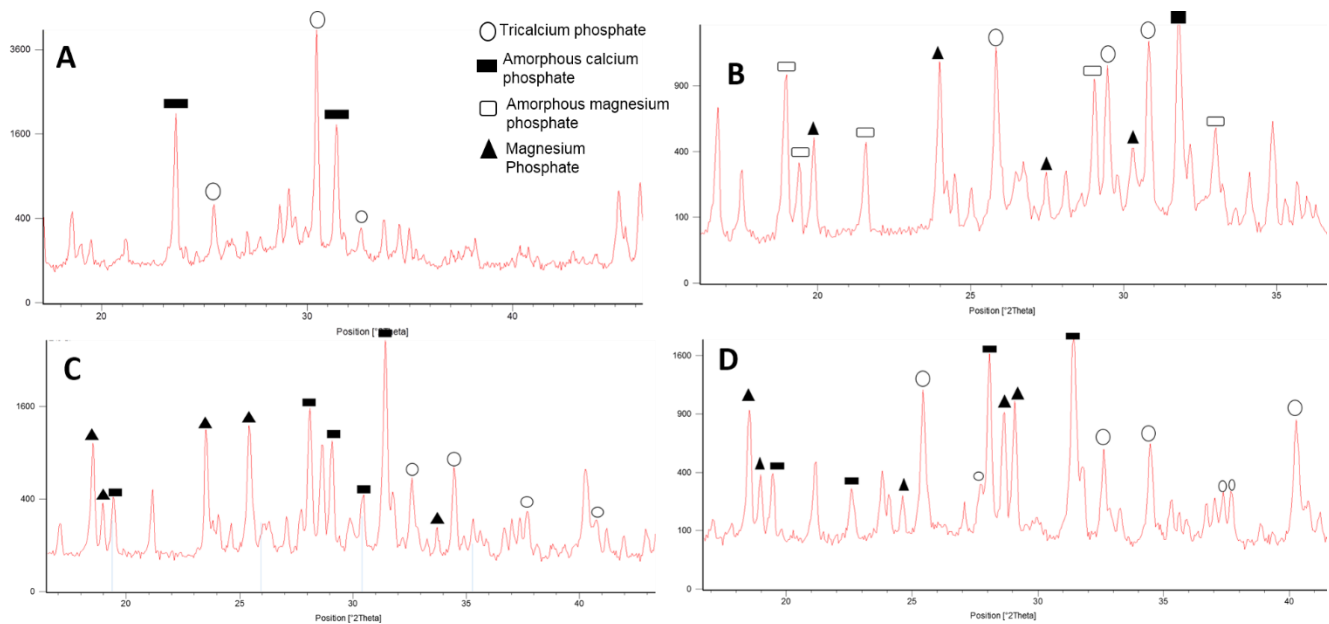 A
3600
1600
400
0
20
30
40
Position [°2Theta]
Tricalcium phosphate
Amorphous calcium
phosphate
Amorphous magnesium
phosphate
Magnesium
Phosphate
B
900
400
100
0
20
25
30
35
Position [°2Theta]
C
1600
400
0
20
25
30
35
40
Position [°2Theta]
D
1600
900
400
100
0
20
25
30
35
40
Position [°2Theta]